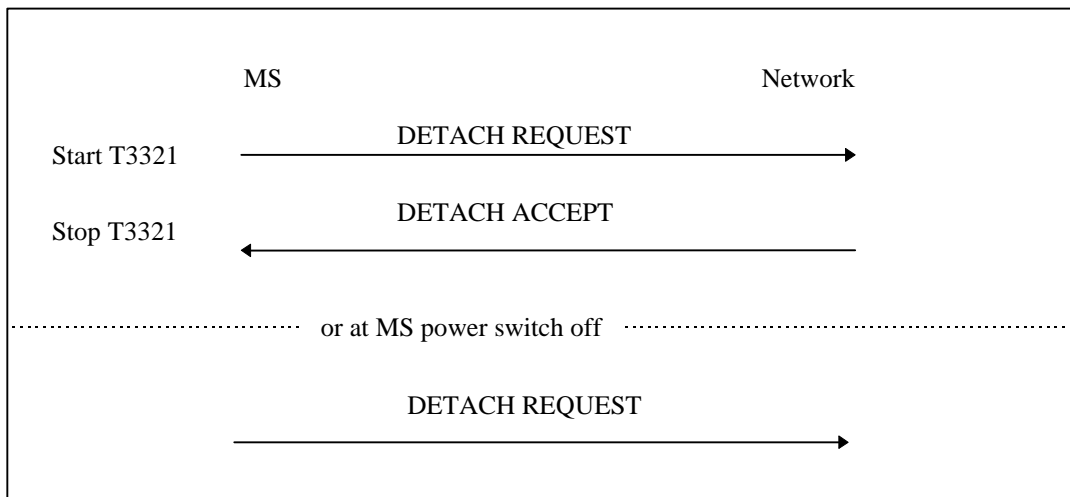 MS Network
Start T3321 DETACH REQUEST
Stop T3321 DETACH ACCEPT
or at MS power switch off
DETACH REQUEST